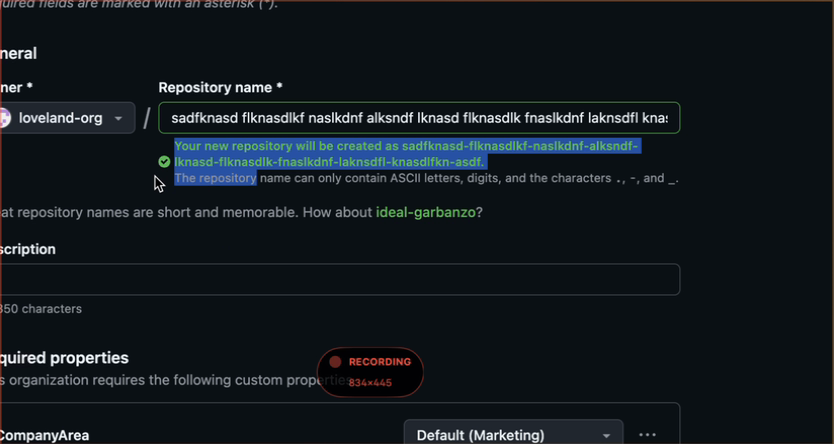 uired fields are marked with an asterisk (*).
neral
ner *
Repository name *
loveland-org
/
sadfknasd flknasdlkf naslkdnf alksndf lknasd flknasdlk fnaslkdnf laknsdfl knas
Your new repository will be created as sadfknasd-flknasdlkf-naslkdnf-alksndf-
lknasd-flknasdlk-fnaslkdnf-laknsdfl-knasdlfkn-asdf.
The repository name can only contain ASCII letters, digits, and the characters ., -, and _.
at repository names are short and memorable. How about ideal-garbanzo?
scription
350 characters
quired properties
s organization requires the following custom properties
RECORDING
834×445
CompanyArea
Default (Marketing)